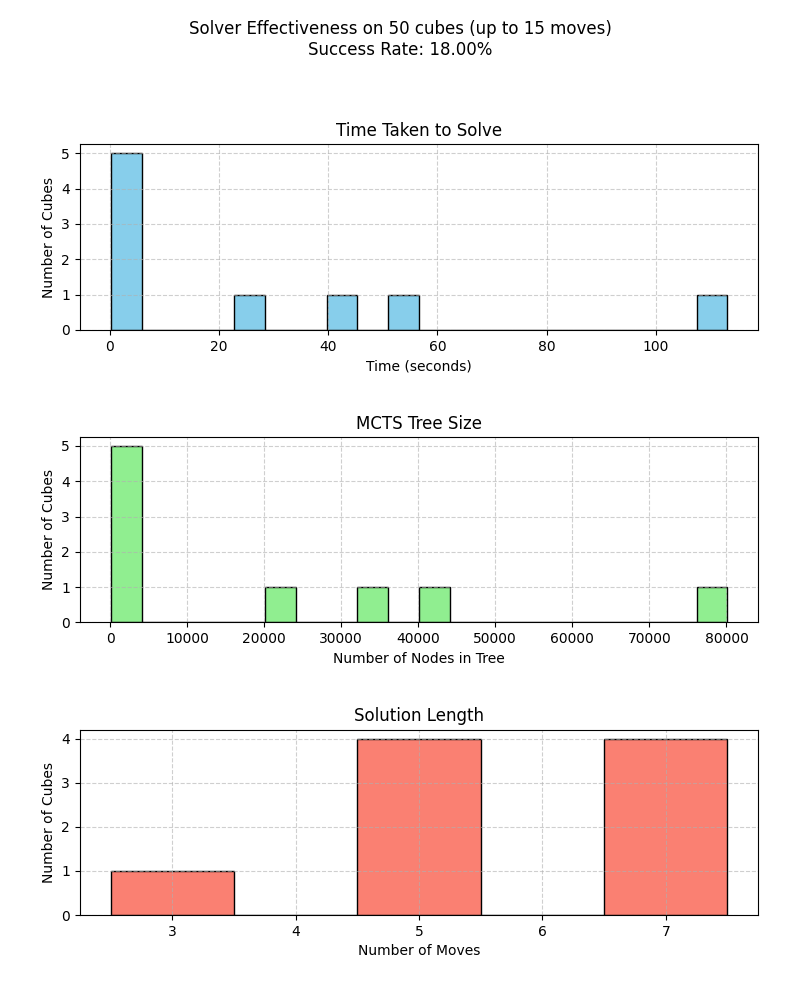 Solver Effectiveness on 50 cubes (up to 15 moves)
Success Rate: 18.00%
Time Taken to Solve
Number of Cubes
5
4
3
2
1
0
0 20 40 60 80 100
Time (seconds)
MCTS Tree Size
Number of Cubes
5
4
3
2
1
0
0 10000 20000 30000 40000 50000 60000 70000 80000
Number of Nodes in Tree
Solution Length
Number of Cubes
4
3
2
1
0
3 4 5 6 7
Number of Moves